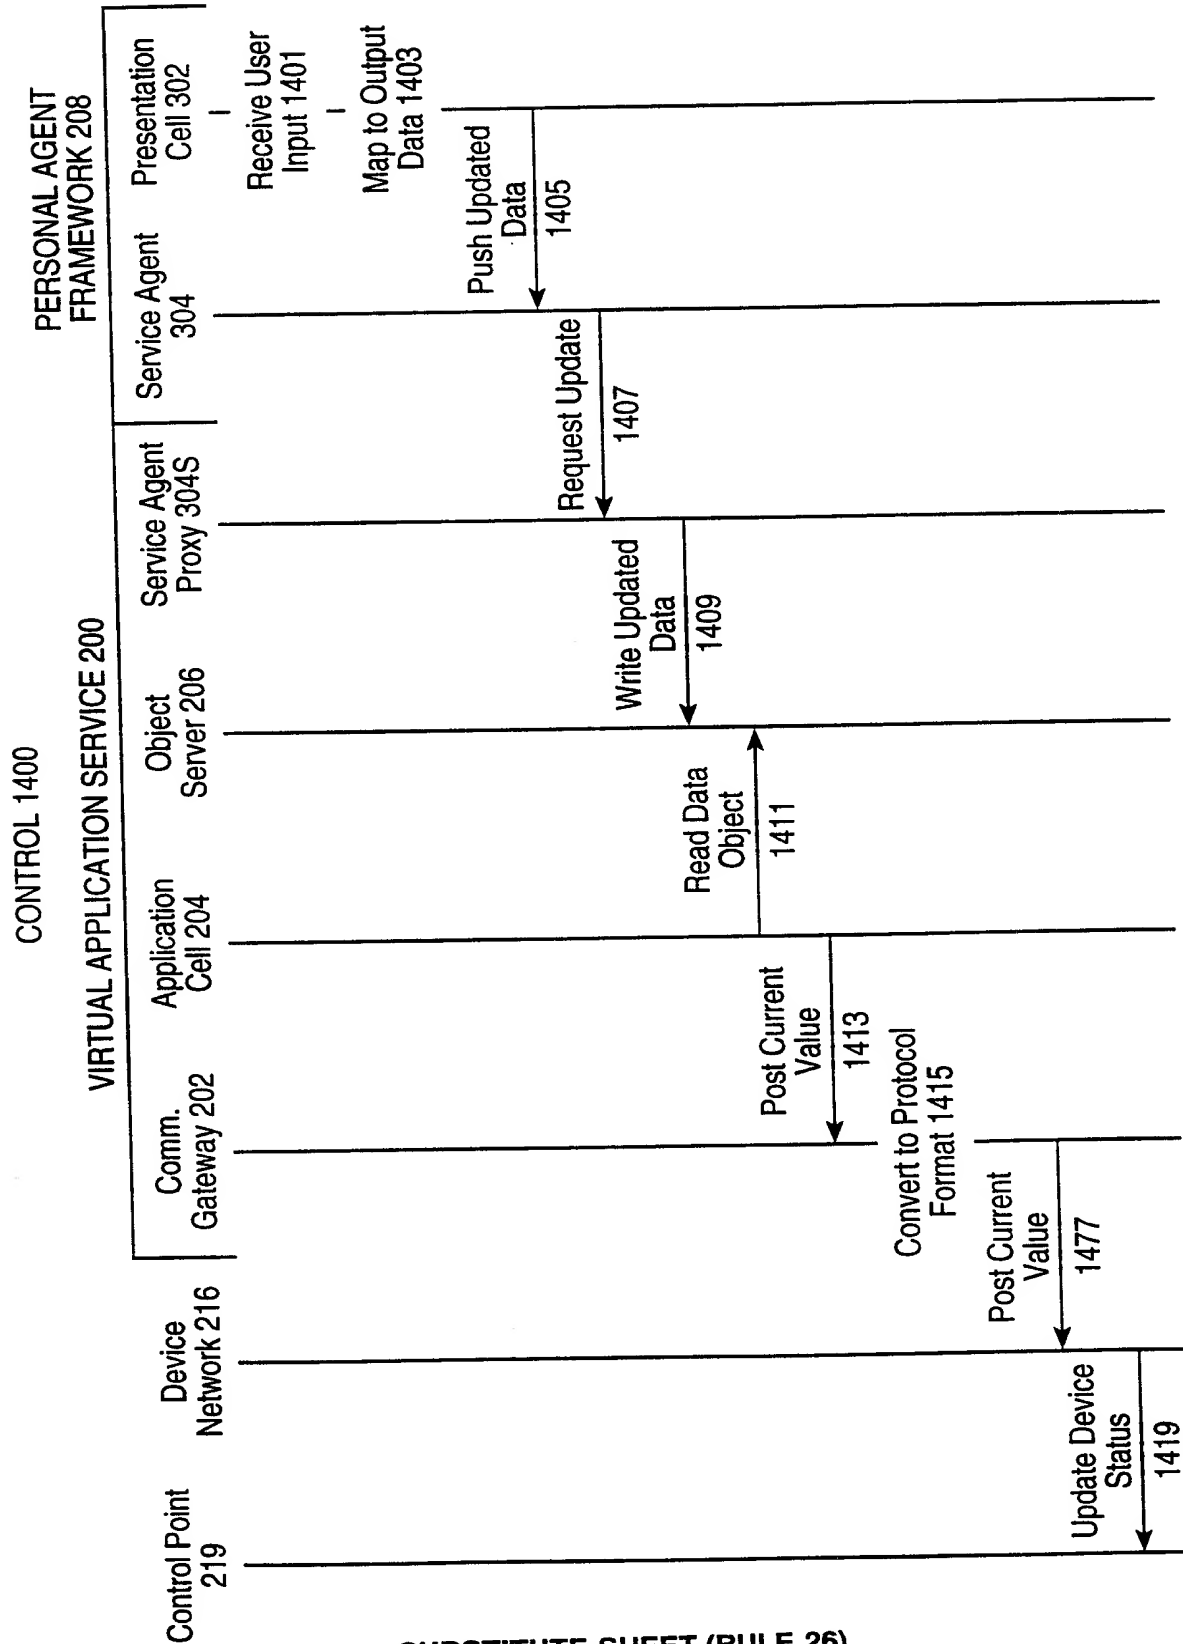 CONTROL 1400
VIRTUAL APPLICATION SERVICE 200
PERSONAL AGENT
FRAMEWORK 208
Control Point
219
Device
Network 216
Comm.
Gateway 202
Application
Cell 204
Object
Server 206
Service Agent
Proxy 304S
Service Agent
304
Presentation
Cell 302
Receive User
Input 1401
Map to Output
Data 1403
Push Updated
Data
1405
Request Update
1407
Write Updated
Data
1409
Read Data
Object
1411
Post Current
Value
1413
Convert to Protocol
Format 1415
Post Current
Value
1477
Update Device
Status
1419
SUBSTITUTE SHEET (RULE 26)